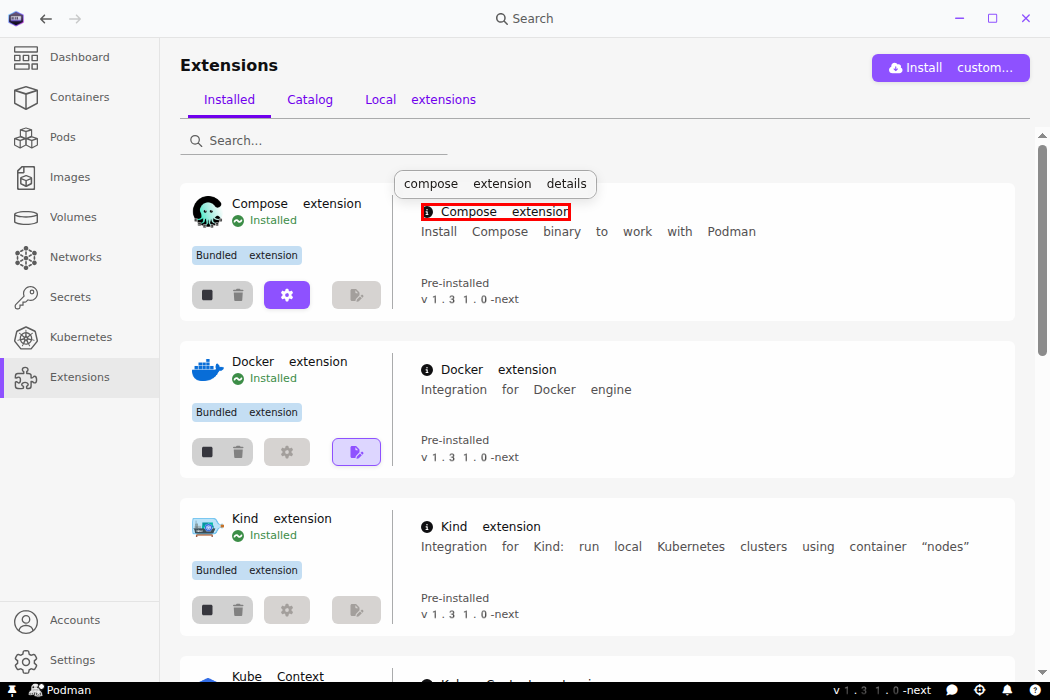 Search
Dashboard
Containers
Pods
Images
Volumes
Networks
Secrets
Kubernetes
Extensions
Accounts
Settings
Extensions
Install custom...
Installed Catalog Local extensions
Search...
compose extension details
Compose extension
Installed
Bundled extension
Compose extension
Install Compose binary to work with Podman
Pre-installed
v1.31.0-next
Docker extension
Installed
Bundled extension
Docker extension
Integration for Docker engine
Pre-installed
v1.31.0-next
Kind extension
Installed
Bundled extension
Kind extension
Integration for Kind: run local Kubernetes clusters using container “nodes”
Pre-installed
v1.31.0-next
Kube Context
Podman
v1.31.0-next